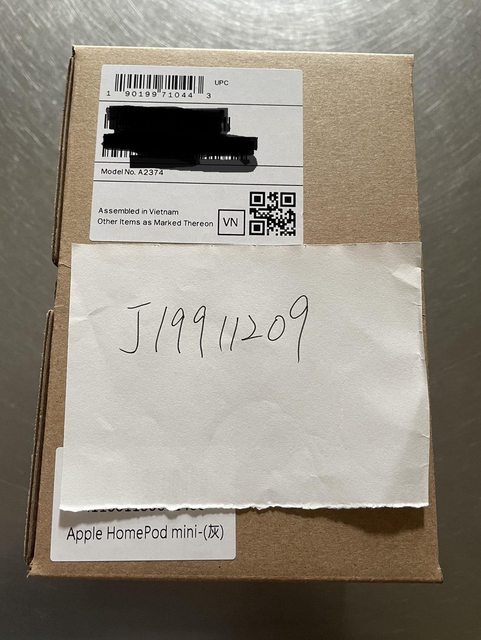 UPC
1 90199 71044 3
Model No. A2374
Assembled in Vietnam
Other Items as Marked Thereon
VN
J19911209
Apple HomePod mini-(灰)